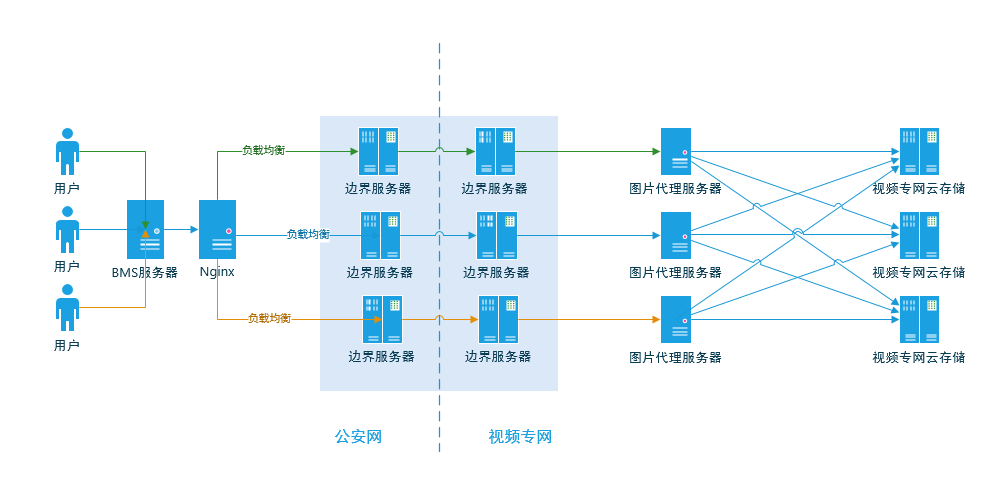 负载均衡
用户
边界服务器
边界服务器
图片代理服务器
视频专网云存储
负载均衡
用户
BMS服务器
Nginx
边界服务器
边界服务器
图片代理服务器
视频专网云存储
负载均衡
用户
边界服务器
边界服务器
图片代理服务器
视频专网云存储
公安网
视频专网